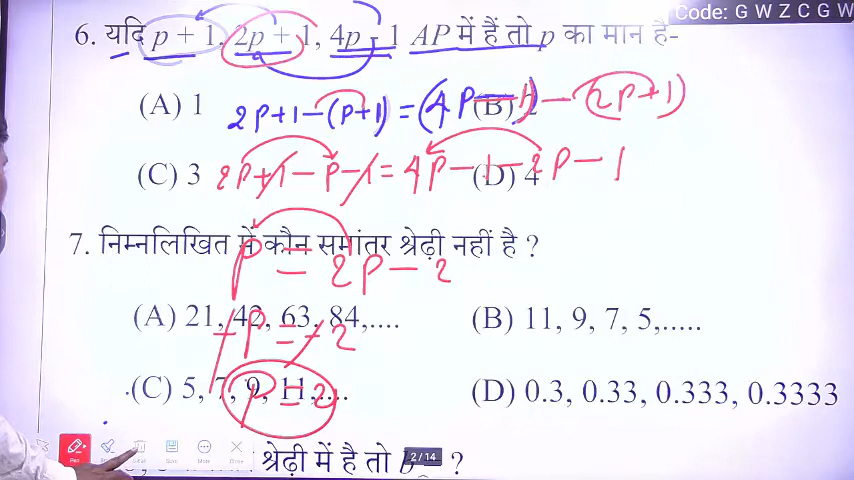 Code: G W Z C G W
6. यदि p + 1, 2p + 1, 4p - 1 AP में हैं तो p का मान है-
(A) 1 2p+1-(p+1) = (4p-1) - (2p+1)
(B) 2
(C) 3 2p+1-p-1 = 4p-1-2p-1
(D) 4
7. निम्नलिखित में कौन समांतर श्रेढ़ी नहीं है ?
p = 2p-2
(A) 21, 42, 63, 84,.... (B) 11, 9, 7, 5,.....
-p = -2
(C) 5, 7, 9, 11,.... (D) 0.3, 0.33, 0.333, 0.3333
p = 2
श्रेढ़ी में है तो b ?
2/14